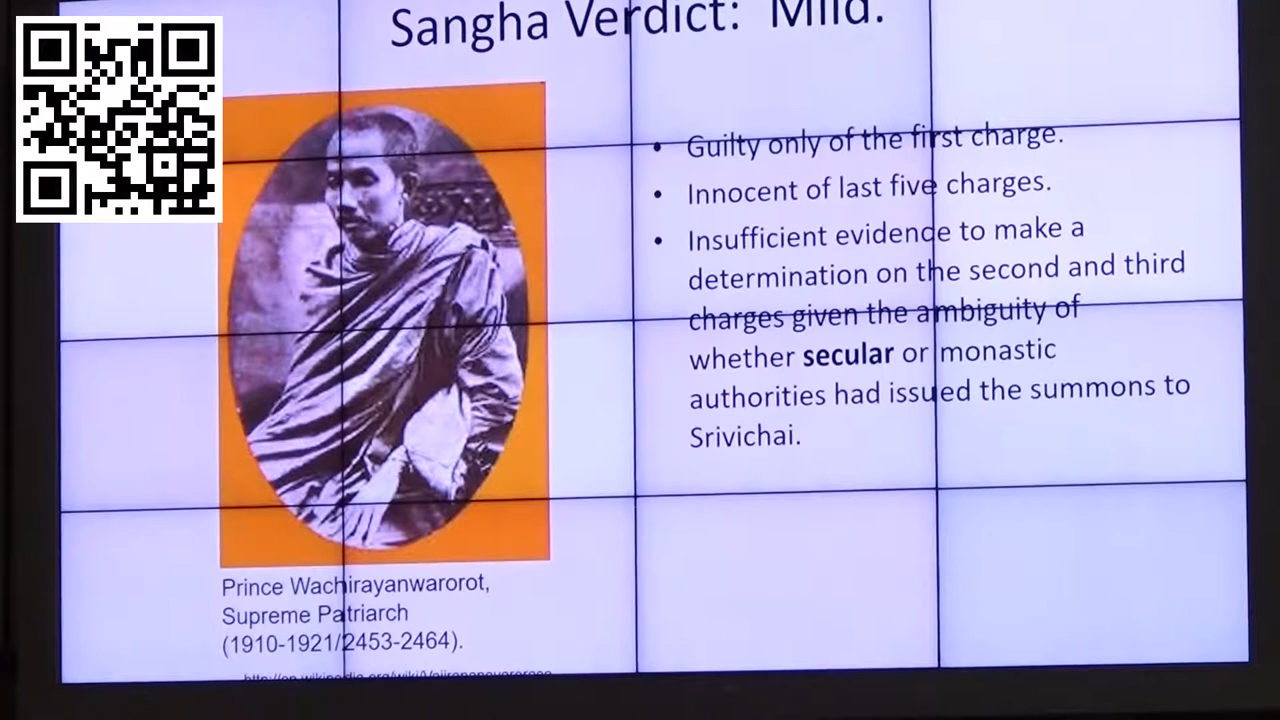 Sangha Verdict: Mild.
• Guilty only of the first charge.
• Innocent of last five charges.
• Insufficient evidence to make a
determination on the second and third
charges given the ambiguity of
whether secular or monastic
authorities had issued the summons to
Srivichai.
Prince Wachirayanwarorot,
Supreme Patriarch
(1910-1921/2453-2464).